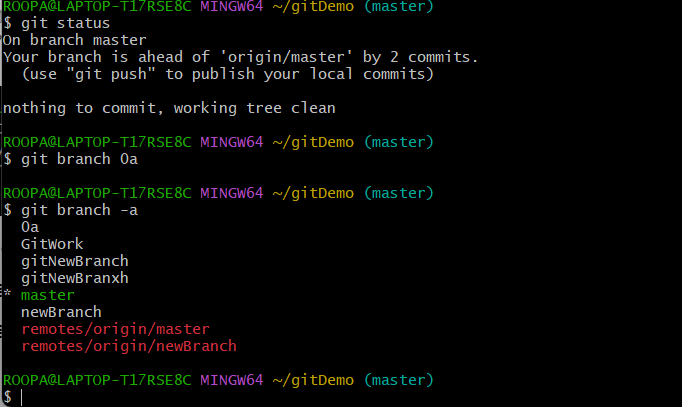 ROOPA@LAPTOP-T17RSE8C MINGW64 ~/gitDemo (master)
$ git status
On branch master
Your branch is ahead of 'origin/master' by 2 commits.
  (use "git push" to publish your local commits)
nothing to commit, working tree clean
ROOPA@LAPTOP-T17RSE8C MINGW64 ~/gitDemo (master)
$ git branch Oa
ROOPA@LAPTOP-T17RSE8C MINGW64 ~/gitDemo (master)
$ git branch -a
  Oa
  GitWork
  gitNewBranch
  gitNewBranxh
* master
  newBranch
  remotes/origin/master
  remotes/origin/newBranch
ROOPA@LAPTOP-T17RSE8C MINGW64 ~/gitDemo (master)
$